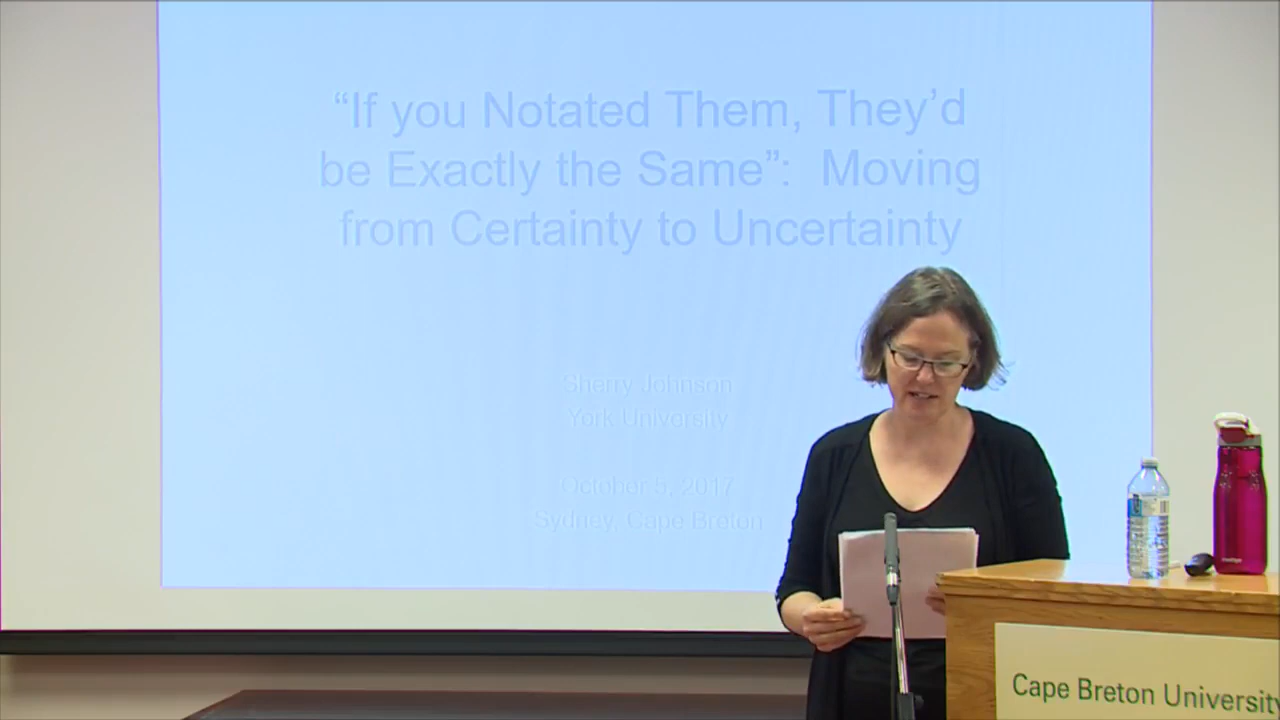 “If you Notated Them, They’d
be Exactly the Same”: Moving
from Certainty to Uncertainty
Sherry Johnson
York University
October 5, 2017
Sydney, Cape Breton
Cape Breton University